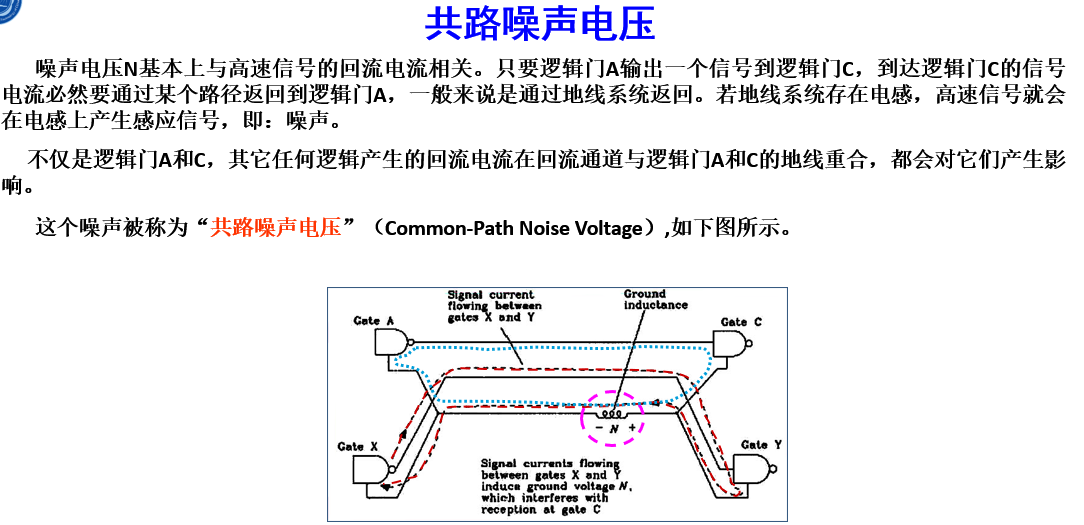 共路噪声电压
噪声电压N基本上与高速信号的回流电流相关。只要逻辑门A输出一个信号到逻辑门C，到达逻辑门C的信号
电流必然要通过某个路径返回到逻辑门A，一般来说是通过地线系统返回。若地线系统存在电感，高速信号就会
在电感上产生感应信号，即：噪声。
不仅是逻辑门A和C，其它任何逻辑产生的回流电流在回流通道与逻辑门A和C的地线重合，都会对它们产生影
响。
这个噪声被称为“共路噪声电压”（Common-Path Noise Voltage）,如下图所示。
Signal current
flowing between
gates X and Y
Ground
inductance
Gate A
Gate C
- N +
Gate X
Gate Y
Signal currents flowing
between gates X and Y
induce ground voltage N,
which interferes with
reception at gate C